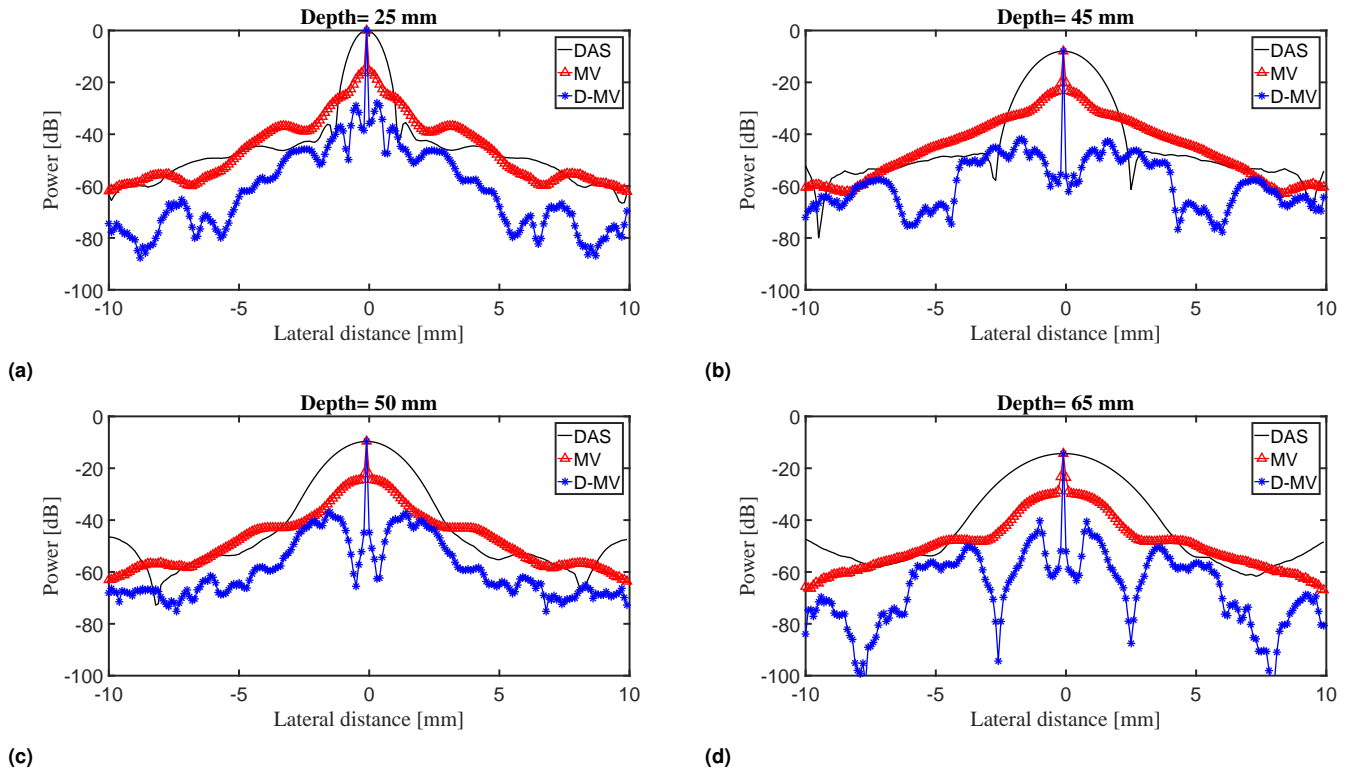 Depth= 25 mm
0
-20
-40
-60
-80
-100
Power [dB]
-10 -5 0 5 10
Lateral distance [mm]
DAS
MV
D-MV
(a)
Depth= 45 mm
0
-20
-40
-60
-80
-100
Power [dB]
-10 -5 0 5 10
Lateral distance [mm]
DAS
MV
D-MV
(b)
Depth= 50 mm
0
-20
-40
-60
-80
-100
Power [dB]
-10 -5 0 5 10
Lateral distance [mm]
DAS
MV
D-MV
(c)
Depth= 65 mm
0
-20
-40
-60
-80
-100
Power [dB]
-10 -5 0 5 10
Lateral distance [mm]
DAS
MV
D-MV
(d)